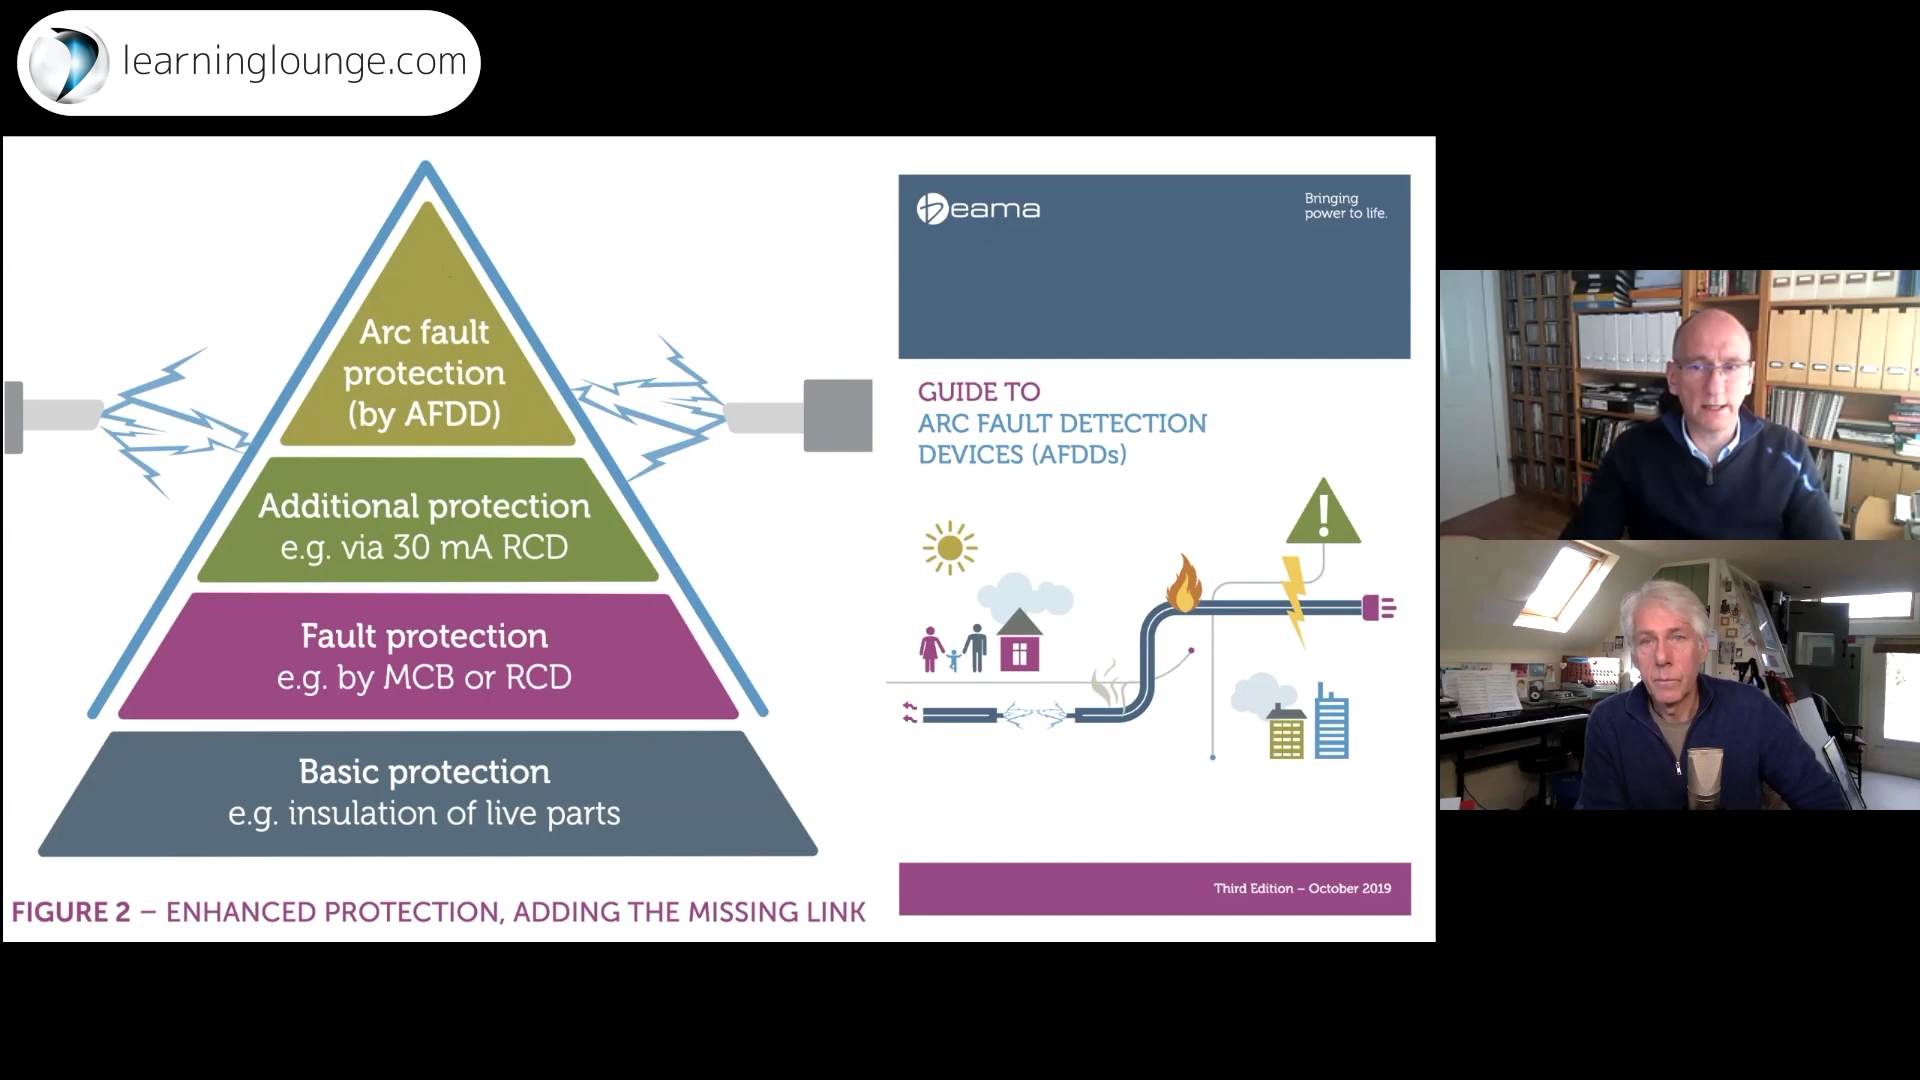 learninglounge.com
Arc fault
protection
(by AFDD)
Additional protection
e.g. via 30 mA RCD
Fault protection
e.g. by MCB or RCD
Basic protection
e.g. insulation of live parts
FIGURE 2 – ENHANCED PROTECTION, ADDING THE MISSING LINK
beama
Bringing
power to life.
GUIDE TO
ARC FAULT DETECTION
DEVICES (AFDDs)
!
Third Edition – October 2019